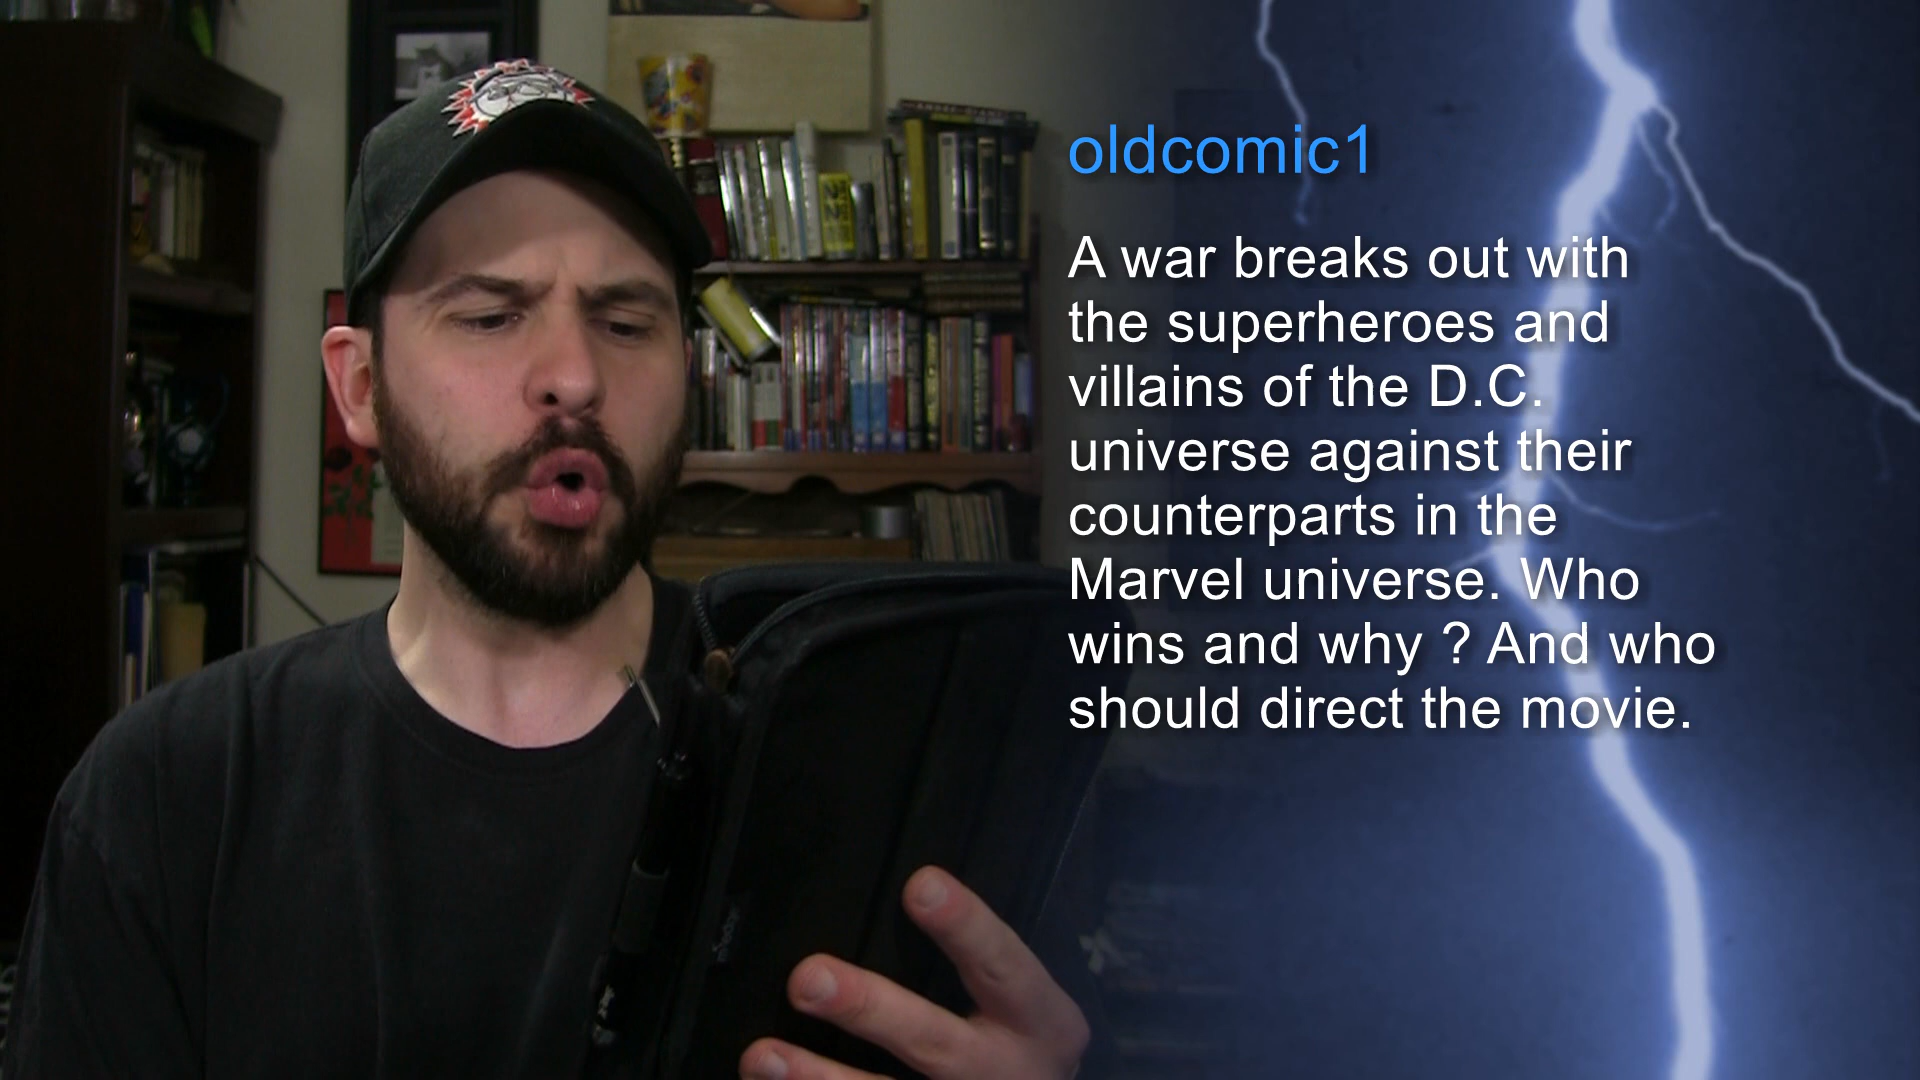 oldcomic1
A war breaks out with
the superheroes and
villains of the D.C.
universe against their
counterparts in the
Marvel universe. Who
wins and why ? And who
should direct the movie.